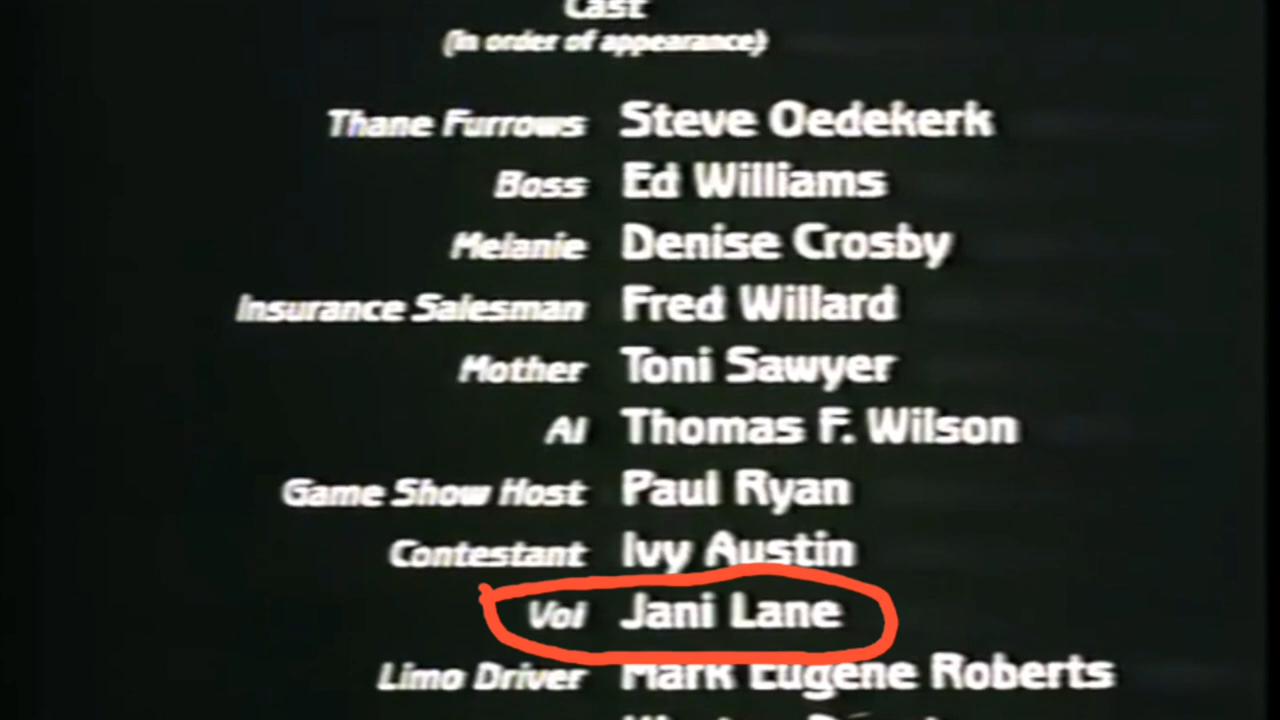 Cast
(In order of appearance)
Thane Furrows Steve Oedekerk
Boss Ed Williams
Melanie Denise Crosby
Insurance Salesman Fred Willard
Mother Toni Sawyer
Al Thomas F. Wilson
Game Show Host Paul Ryan
Contestant Ivy Austin
Vol Jani Lane
Limo Driver Mark Eugene Roberts